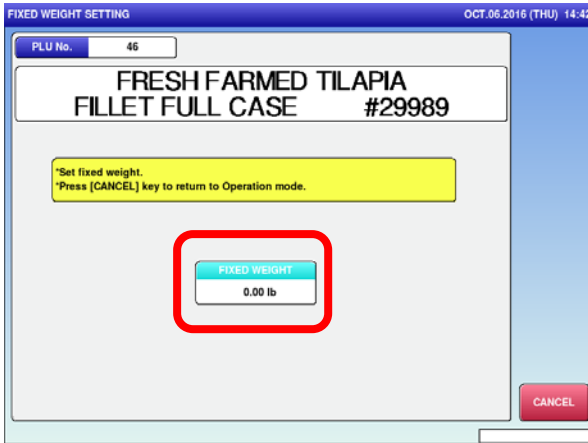 FIXED WEIGHT SETTING OCT.06.2016 (THU) 14:42
PLU No. 46
FRESH FARMED TILAPIA
FILLET FULL CASE #29989
*Set fixed weight.
*Press [CANCEL] key to return to Operation mode.
FIXED WEIGHT
0.00 lb
CANCEL